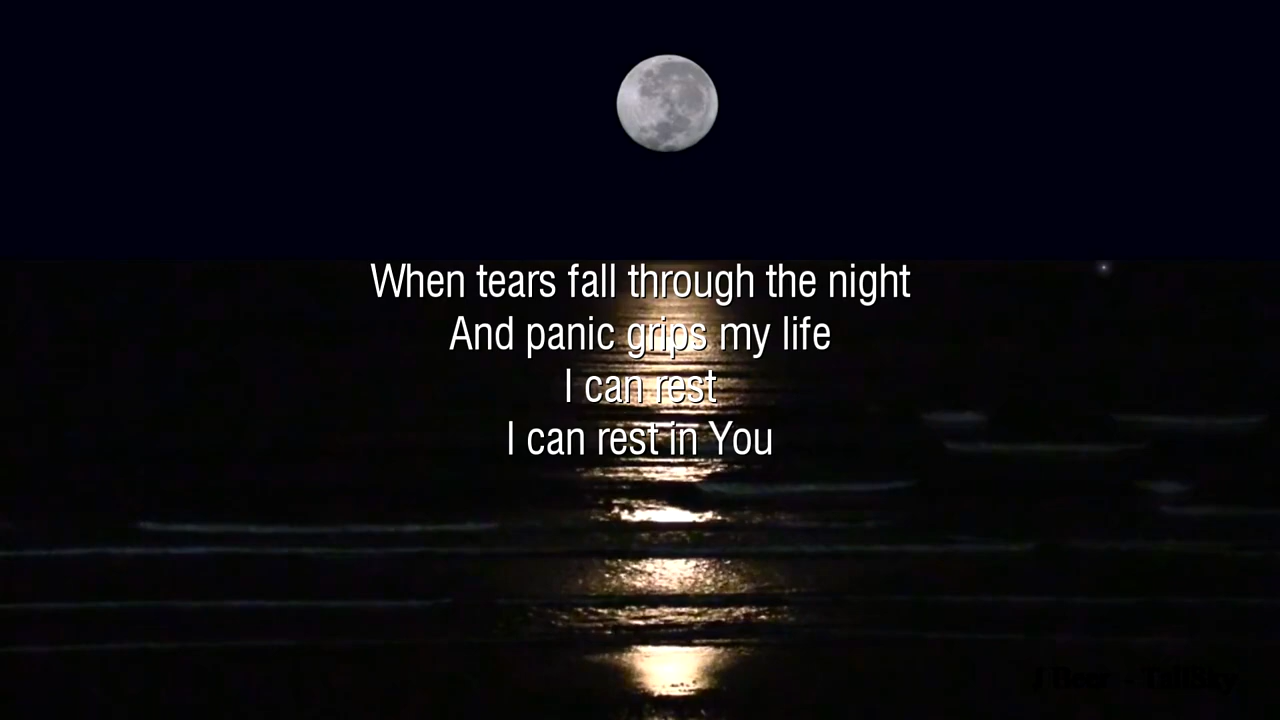 When tears fall through the night
And panic grips my life
I can rest
I can rest in You